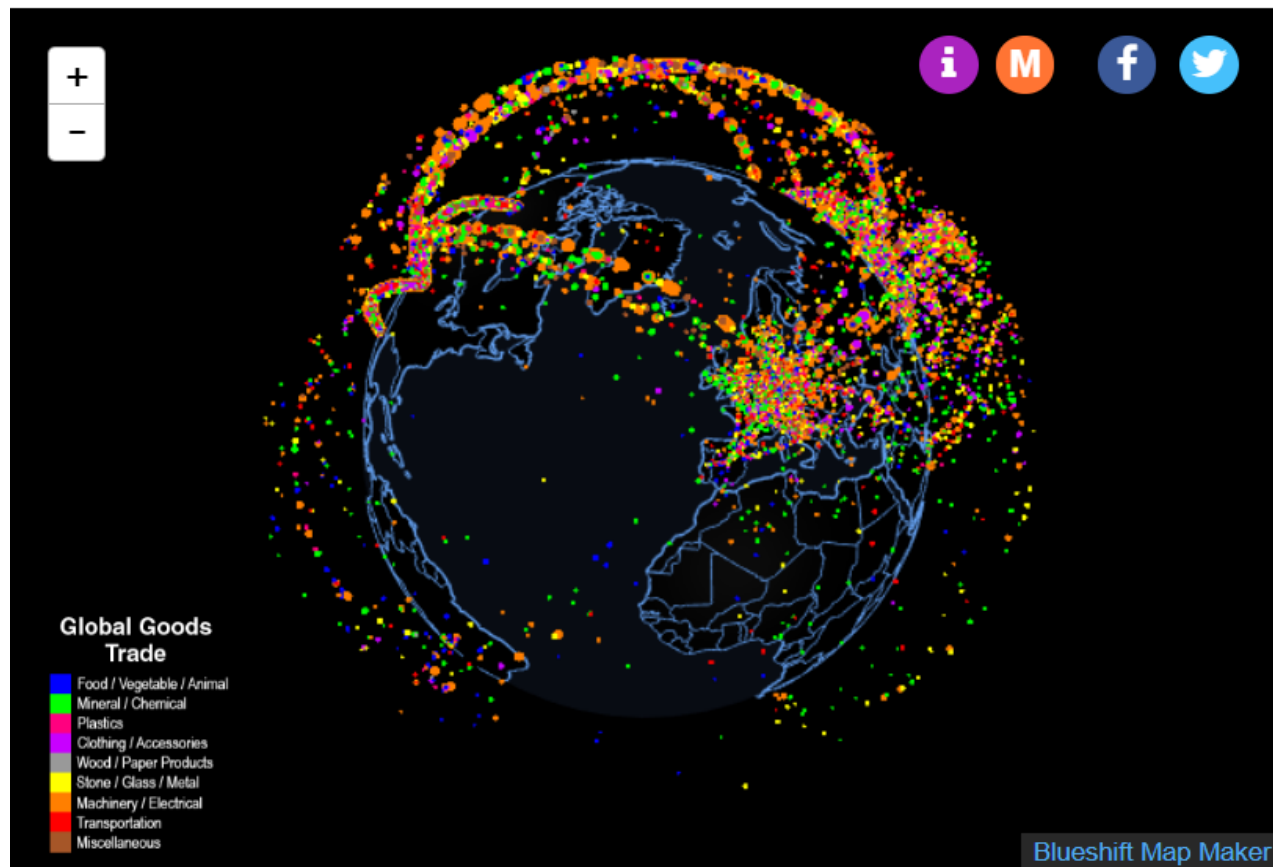 +
−
i
M
f
Global Goods
Trade
Food / Vegetable / Animal
Mineral / Chemical
Plastics
Clothing / Accessories
Wood / Paper Products
Stone / Glass / Metal
Machinery / Electrical
Transportation
Miscellaneous
Blueshift Map Maker